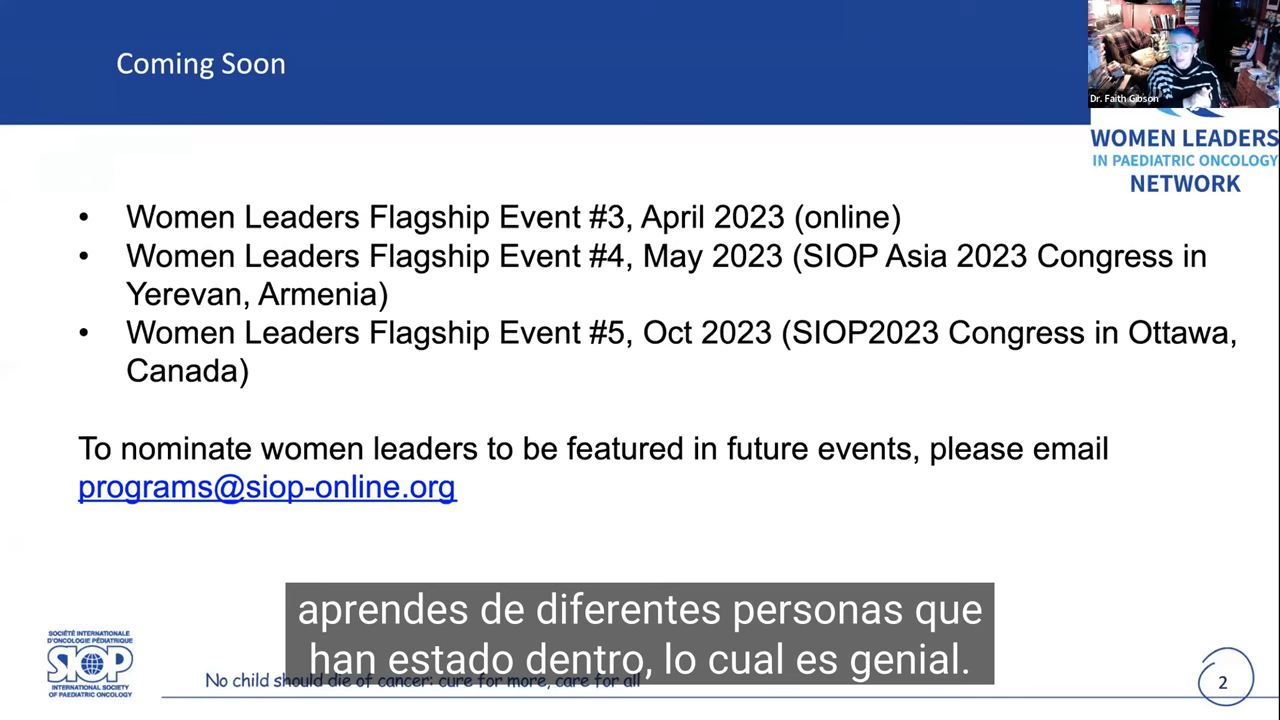 Coming Soon
Dr. Faith Gibson
WOMEN LEADERS
IN PAEDIATRIC ONCOLOGY
NETWORK
• Women Leaders Flagship Event #3, April 2023 (online)
• Women Leaders Flagship Event #4, May 2023 (SIOP Asia 2023 Congress in
Yerevan, Armenia)
• Women Leaders Flagship Event #5, Oct 2023 (SIOP2023 Congress in Ottawa,
Canada)
To nominate women leaders to be featured in future events, please email
programs@siop-online.org
aprendes de diferentes personas que
han estado dentro, lo cual es genial.
SOCIÉTÉ INTERNATIONALE
D'ONCOLOGIE PÉDIATRIQUE
SIOP
INTERNATIONAL SOCIETY
OF PAEDIATRIC ONCOLOGY
No child should die of cancer: cure for more, care for all
2